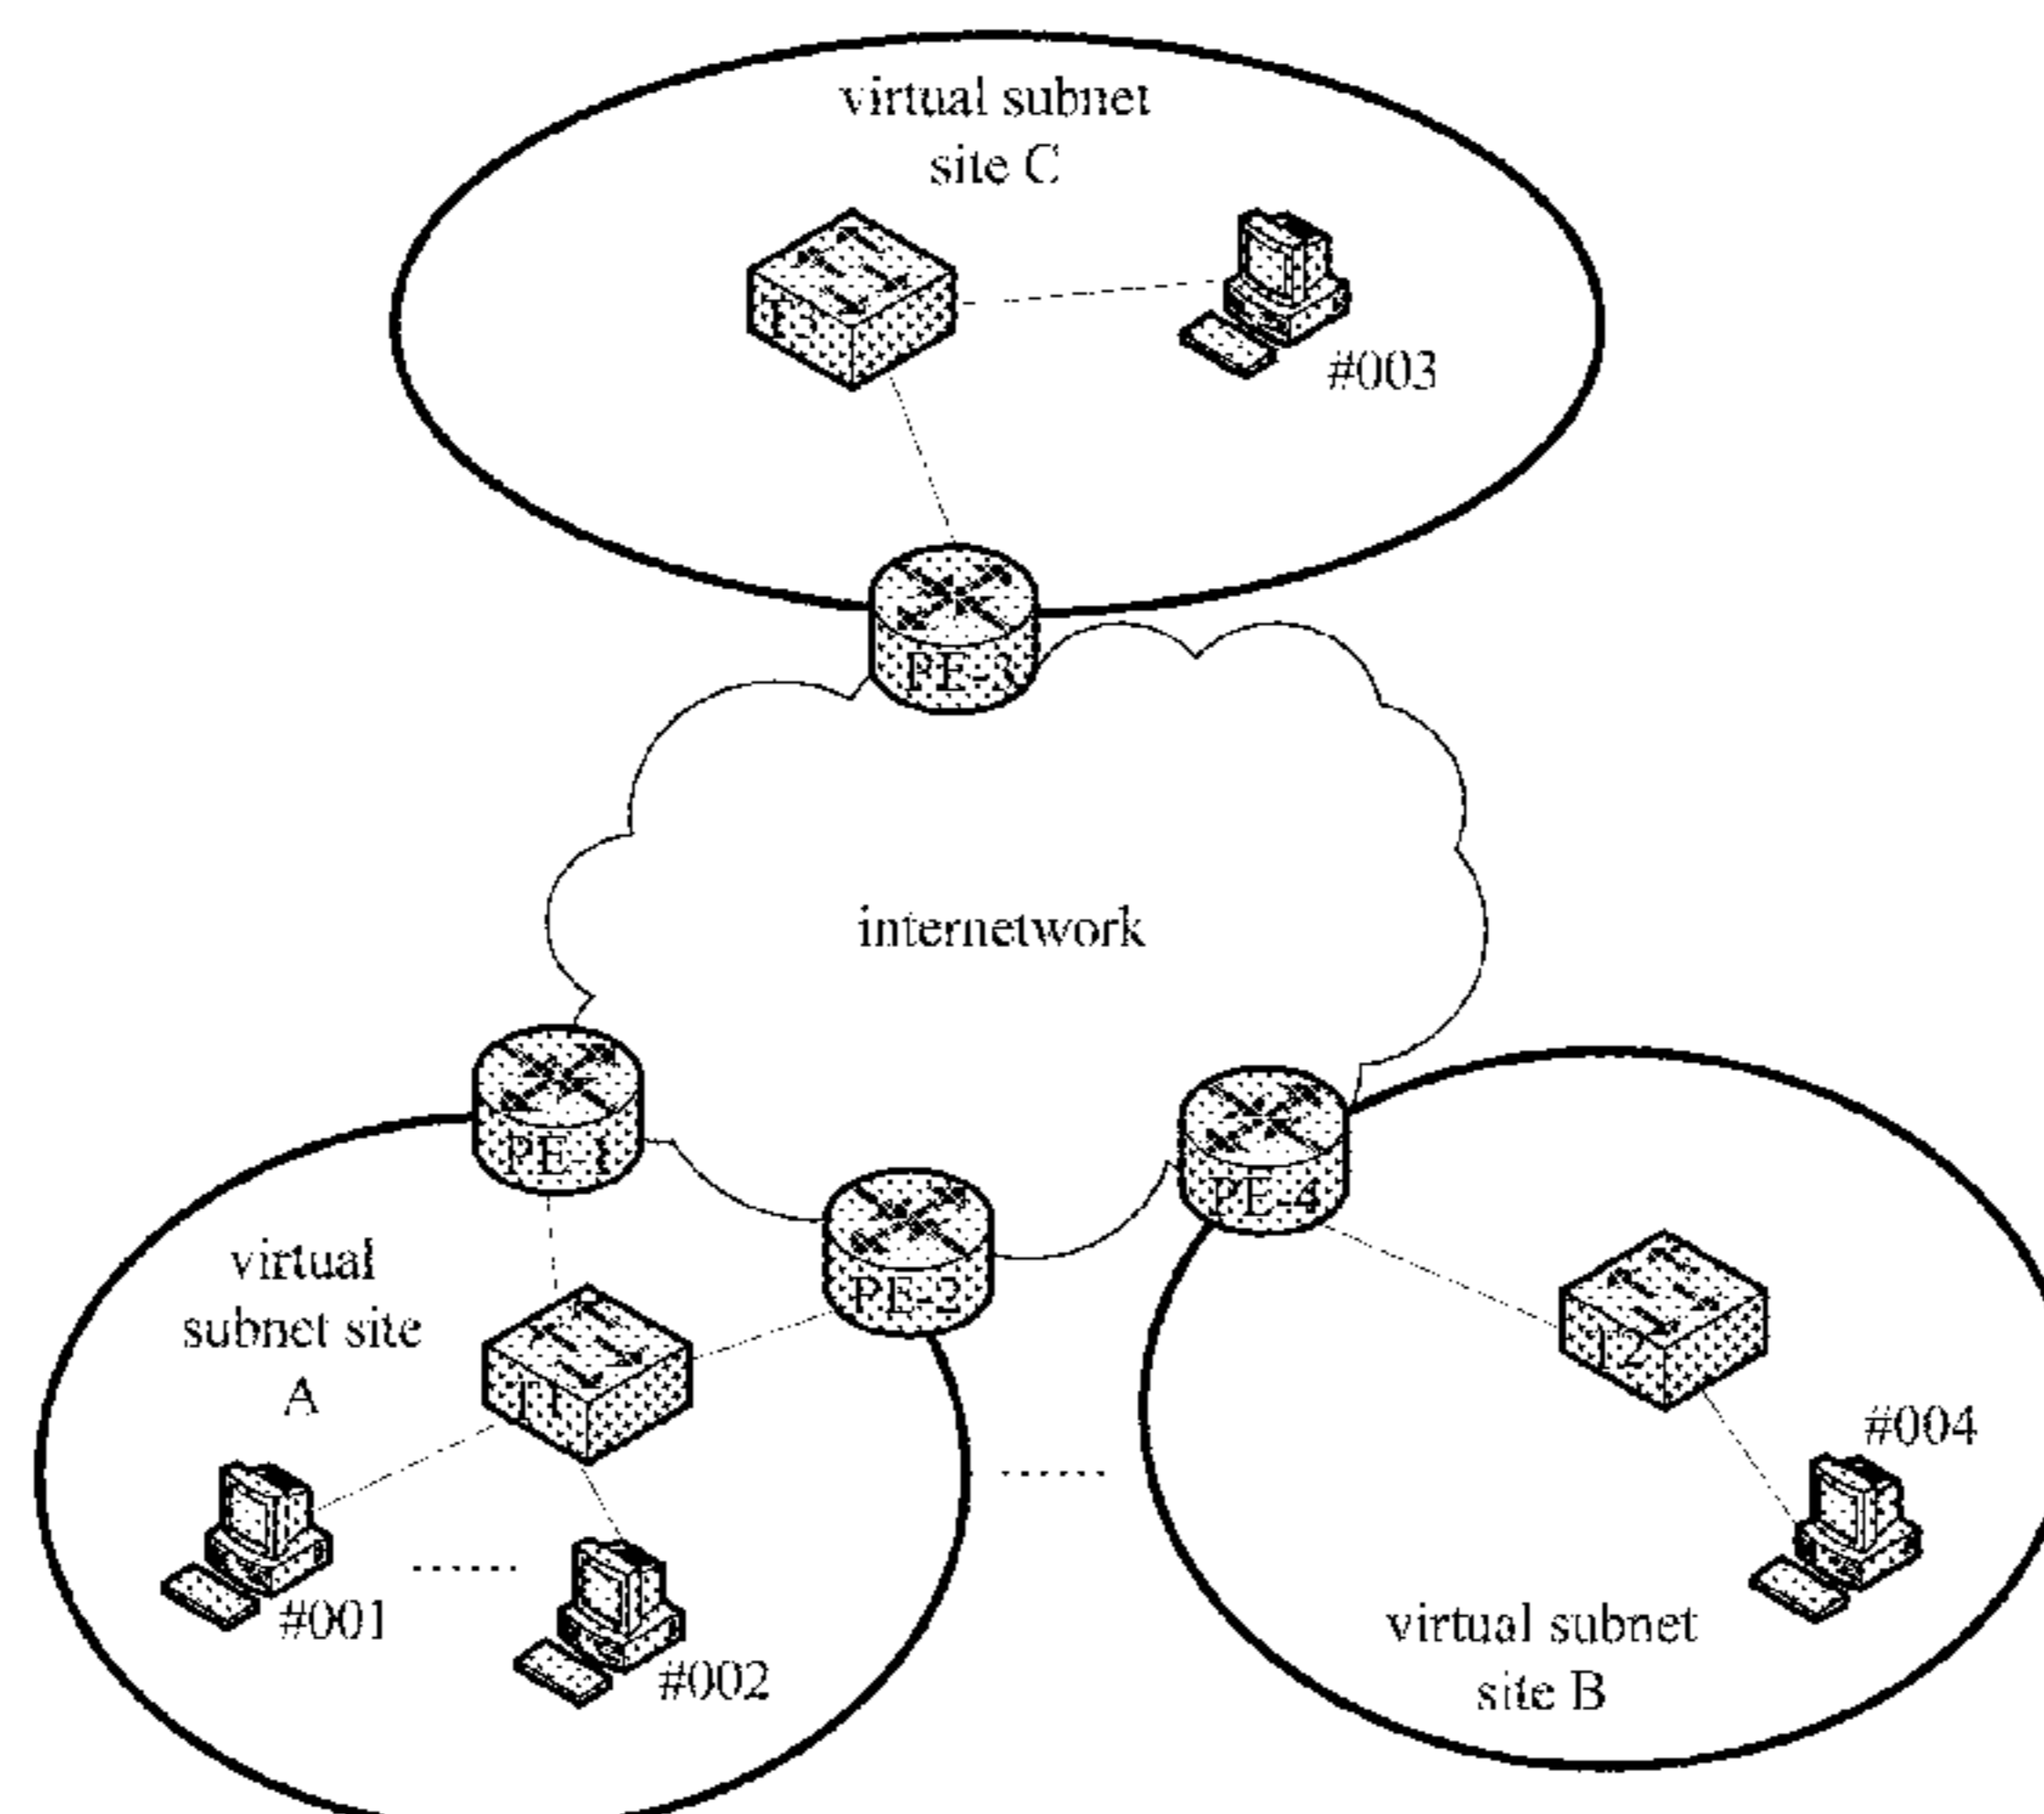 virtual subnet
site C
T3
#003
PE-3
internetwork
PE-1
PE-4
PE-2
virtual
subnet site
A
T1
T2
#004
#001
#002
virtual subnet
site B